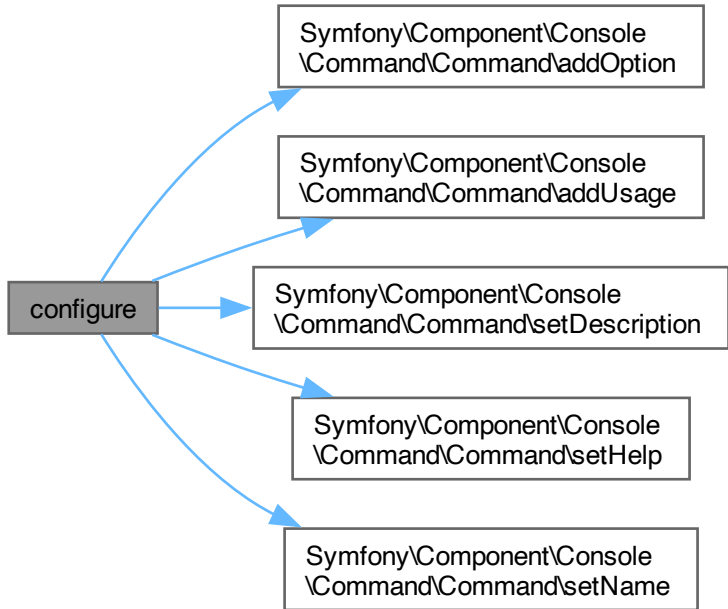 Symfony\Component\Console
\Command\Command\addOption
Symfony\Component\Console
\Command\Command\addUsage
configure
Symfony\Component\Console
\Command\Command\setDescription
Symfony\Component\Console
\Command\Command\setHelp
Symfony\Component\Console
\Command\Command\setName